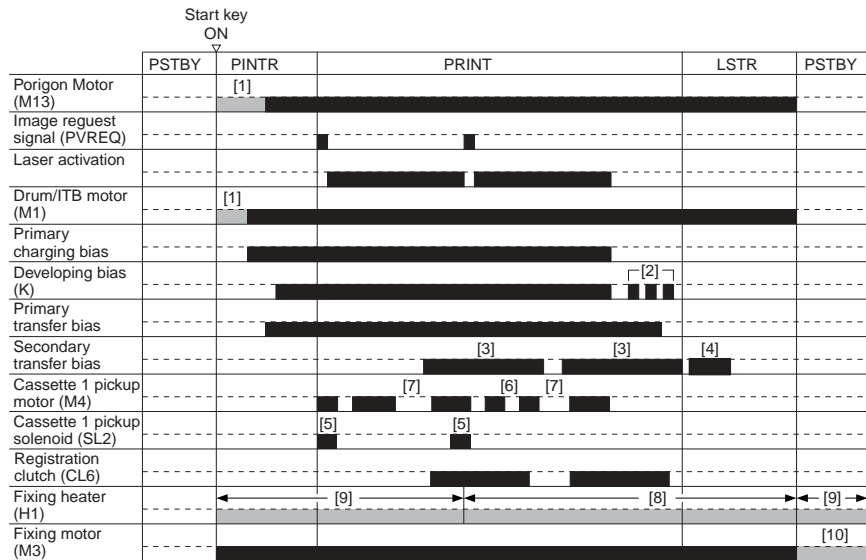 Start key
ON
PSTBY PINTR PRINT LSTR PSTBY
Porigon Motor
(M13)
[1]
Image reguest
signal (PVREQ)
Laser activation
Drum/ITB motor
(M1)
[1]
Primary
charging bias
Developing bias
(K)
[2]
Primary
transfer bias
Secondary
transfer bias
[3] [3] [4]
Cassette 1 pickup
motor (M4)
[7] [6] [7]
Cassette 1 pickup
solenoid (SL2)
[5] [5]
Registration
clutch (CL6)
Fixing heater
(H1)
[9] [8] [9]
Fixing motor
(M3)
[10]